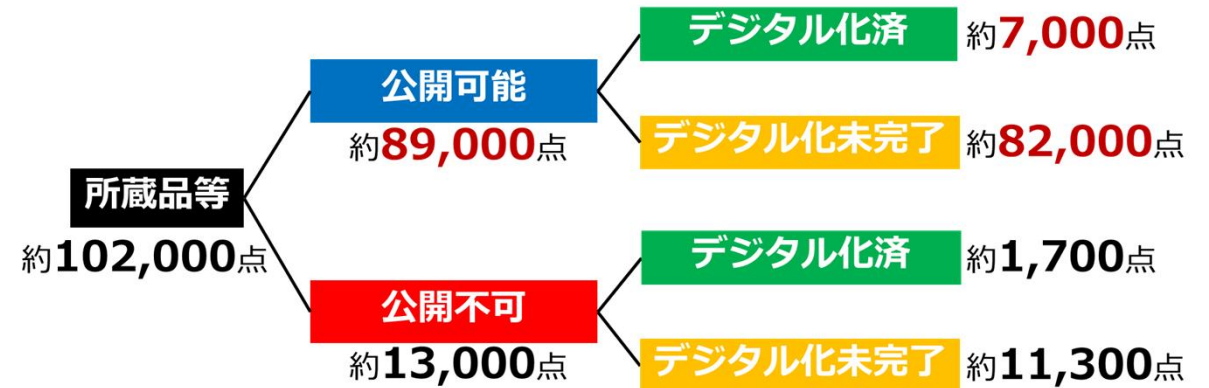 所蔵品等
約102,000点
公開可能
約89,000点
デジタル化済 約7,000点
デジタル化未完了 約82,000点
公開不可
約13,000点
デジタル化済 約1,700点
デジタル化未完了 約11,300点